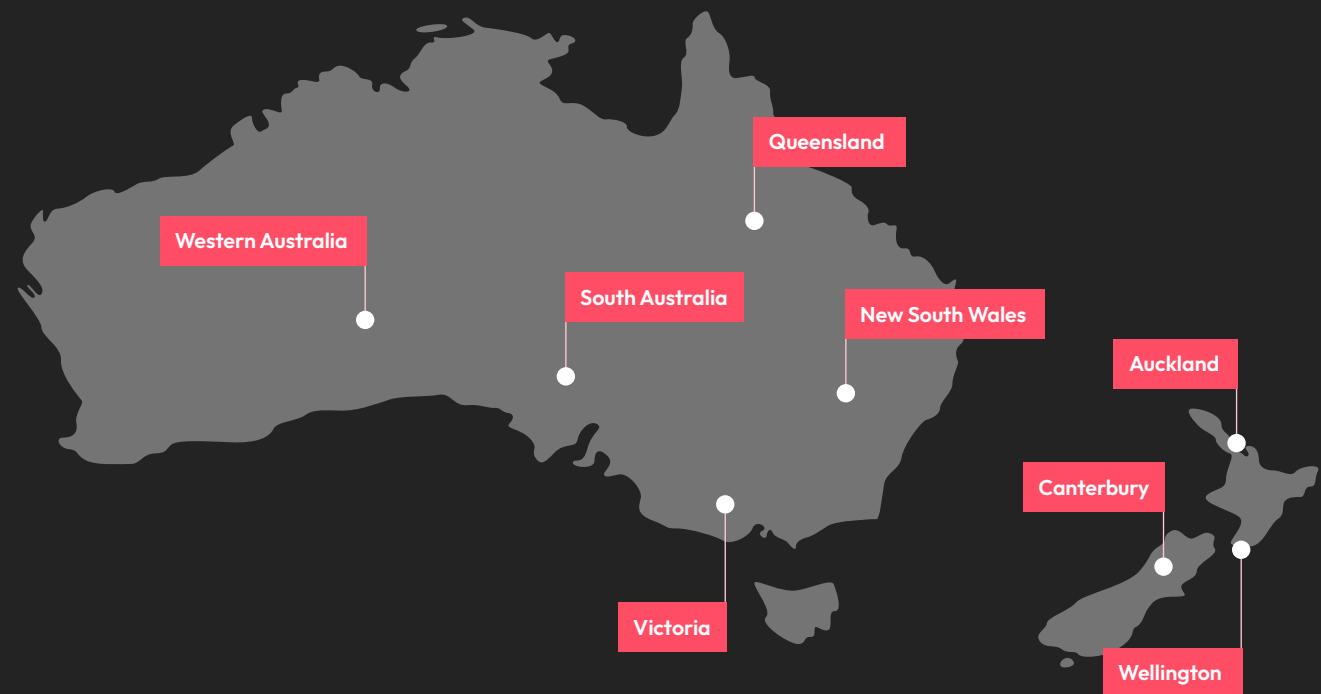 Queensland
Western Australia
South Australia
New South Wales
Auckland
Canterbury
Victoria
Wellington